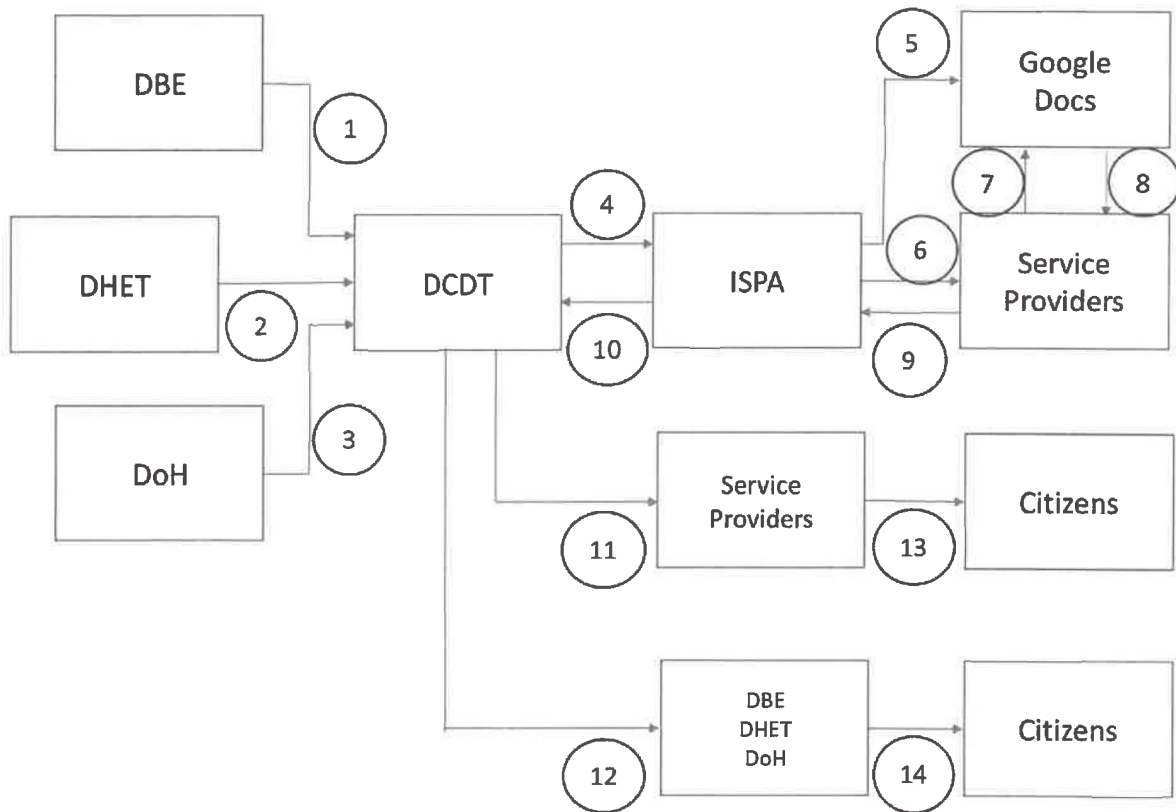 DBE
1
DHET
2
DoH
3
DCDT
4
10
ISPA
5
Google
Docs
7
8
6
Service
Providers
9
11
Service
Providers
13
Citizens
12
DBE
DHET
DoH
14
Citizens